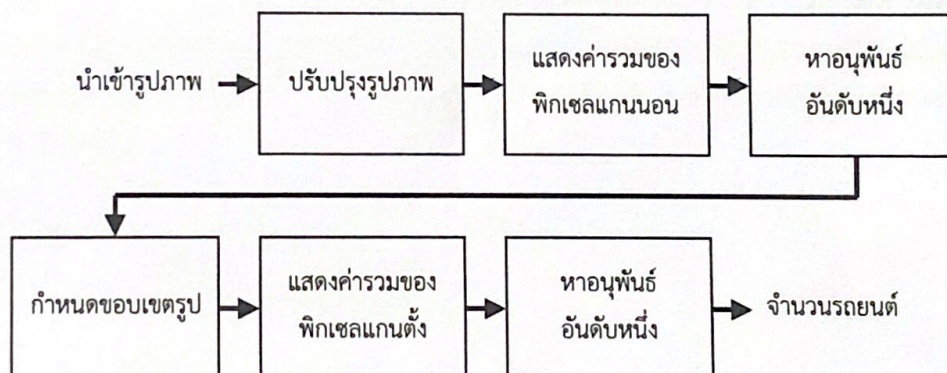 นำเข้ารูปภาพ
ปรับปรุงรูปภาพ
แสดงค่ารวมของ
พิกเซลแกนนอน
หาอนุพันธ์
อันดับหนึ่ง
กำหนดขอบเขตรูป
แสดงค่ารวมของ
พิกเซลแกนตั้ง
หาอนุพันธ์
อันดับหนึ่ง
จำนวนรถยนต์